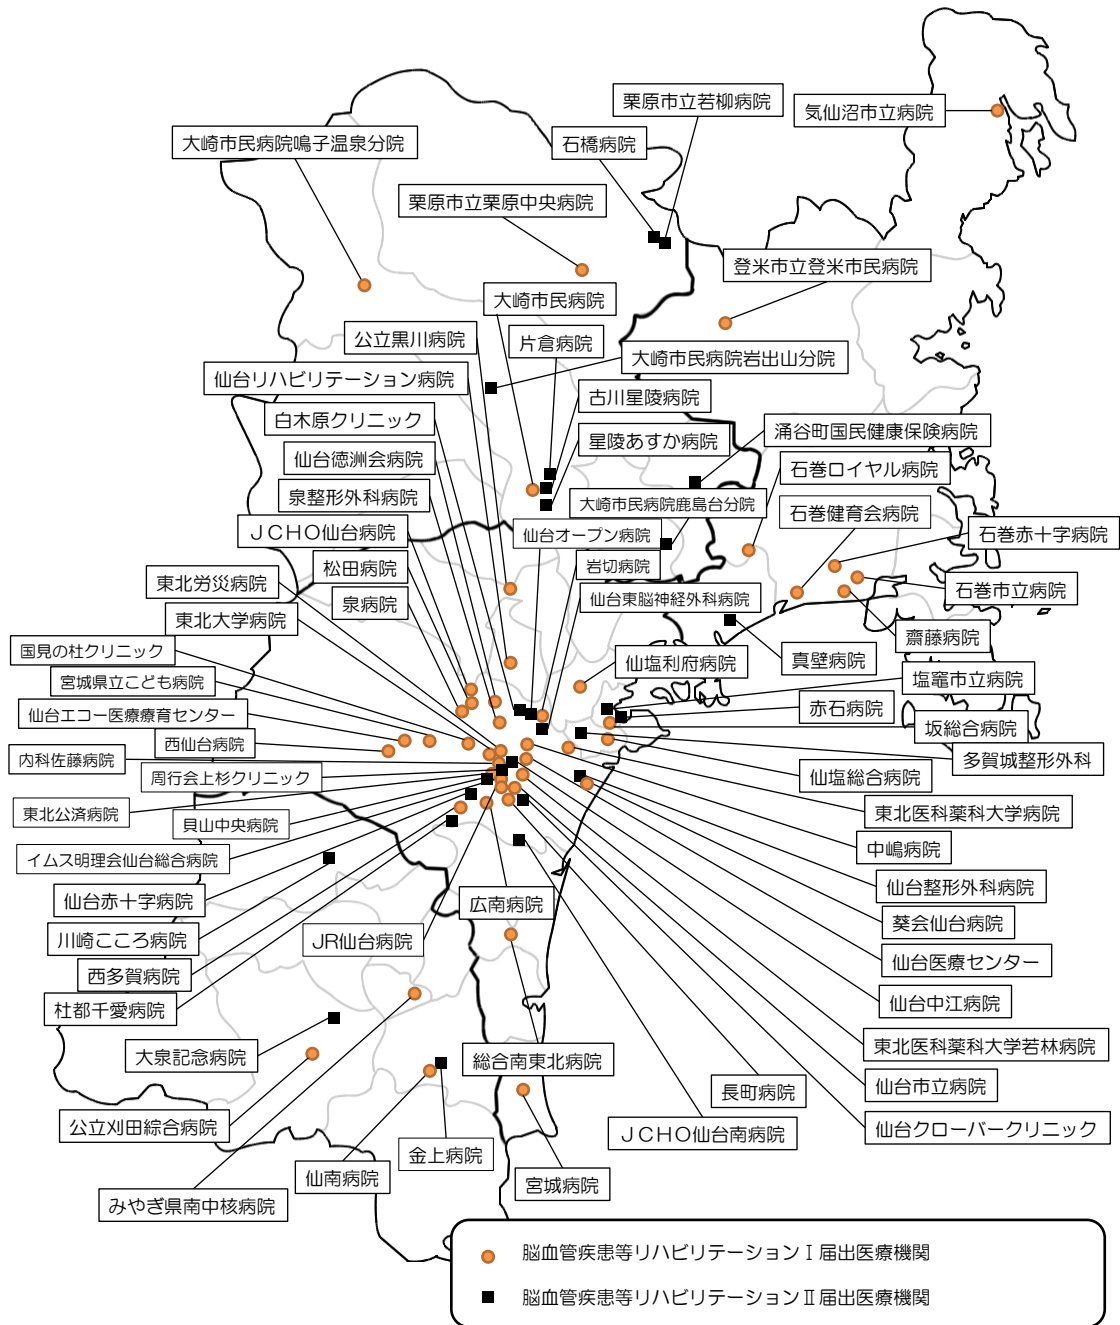 栗原市立若柳病院
気仙沼市立病院
大崎市民病院鳴子温泉分院
石橋病院
栗原市立栗原中央病院
登米市立登米市民病院
大崎市民病院
公立黒川病院
片倉病院
大崎市民病院岩出山分院
仙台リハビリテーション病院
古川星陵病院
白木原クリニック
星陵あすか病院
涌谷町国民健康保険病院
仙台徳洲会病院
石巻ロイヤル病院
泉整形外科病院
大崎市民病院鹿島台分院
石巻健育会病院
JCHO仙台病院
仙台オープン病院
石巻赤十字病院
松田病院
岩切病院
東北労災病院
石巻市立病院
泉病院
仙台東脳神経外科病院
東北大学病院
齋藤病院
国見の杜クリニック
仙塩利府病院
真壁病院
宮城県立こども病院
塩竈市立病院
仙台エコー医療療育センター
赤石病院
坂総合病院
西仙台病院
多賀城整形外科
内科佐藤病院
周行会上杉クリニック
仙塩総合病院
東北公済病院
貝山中央病院
東北医科薬科大学病院
中嶋病院
イムス明理会仙台総合病院
仙台整形外科病院
仙台赤十字病院
広南病院
葵会仙台病院
川崎こころ病院
JR仙台病院
仙台医療センター
西多賀病院
仙台中江病院
杜都千愛病院
東北医科薬科大学若林病院
大泉記念病院
総合南東北病院
仙台市立病院
長町病院
公立刈田綜合病院
JCHO仙台南病院
仙台クローバークリニック
金上病院
仙南病院
宮城病院
みやぎ県南中核病院
脳血管疾患等リハビリテーションⅠ届出医療機関
脳血管疾患等リハビリテーションⅡ届出医療機関